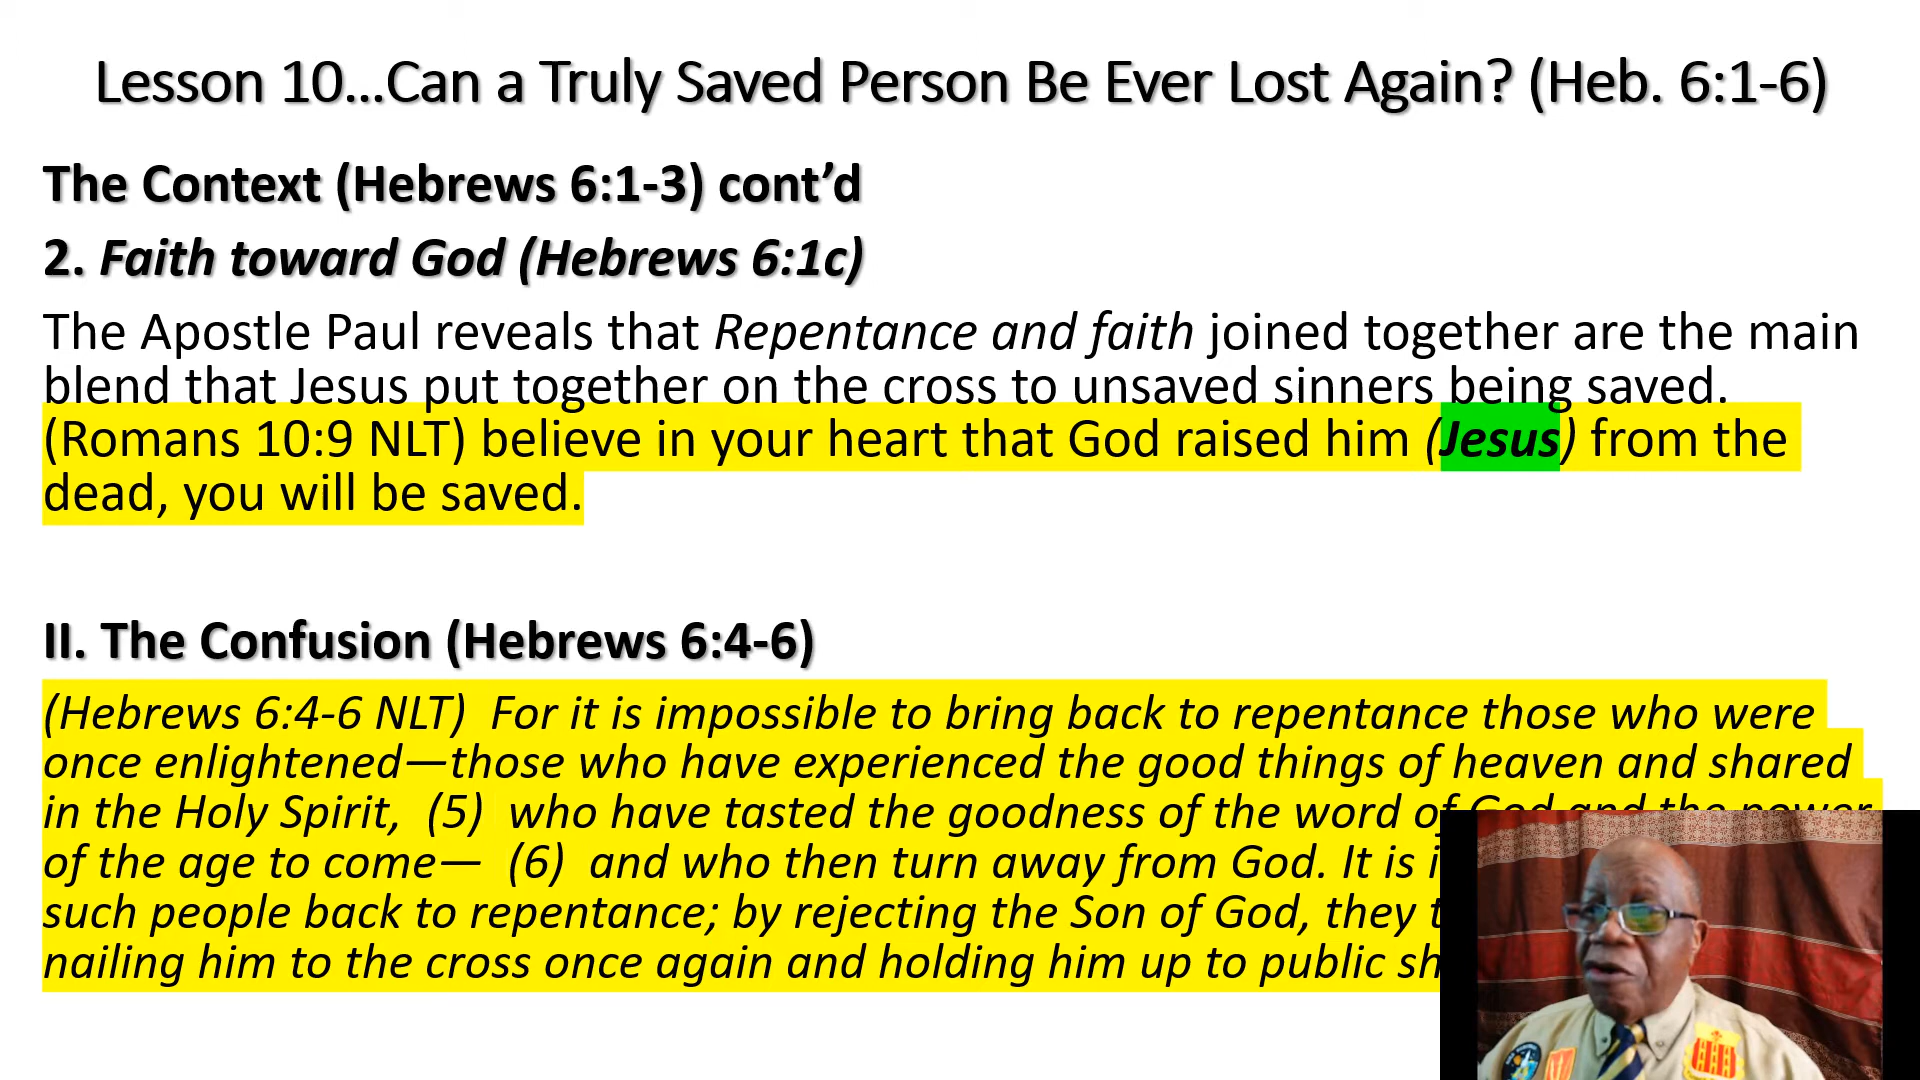 Lesson 10...Can a Truly Saved Person Be Ever Lost Again? (Heb. 6:1-6)
The Context (Hebrews 6:1-3) cont’d
2. Faith toward God (Hebrews 6:1c)
The Apostle Paul reveals that Repentance and faith joined together are the main
blend that Jesus put together on the cross to unsaved sinners being saved.
(Romans 10:9 NLT) believe in your heart that God raised him (Jesus) from the
dead, you will be saved.
II. The Confusion (Hebrews 6:4-6)
(Hebrews 6:4-6 NLT) For it is impossible to bring back to repentance those who were
once enlightened—those who have experienced the good things of heaven and shared
in the Holy Spirit, (5) who have tasted the goodness of the word of God and the power
of the age to come— (6) and who then turn away from God. It is
such people back to repentance; by rejecting the Son of God, they
nailing him to the cross once again and holding him up to public